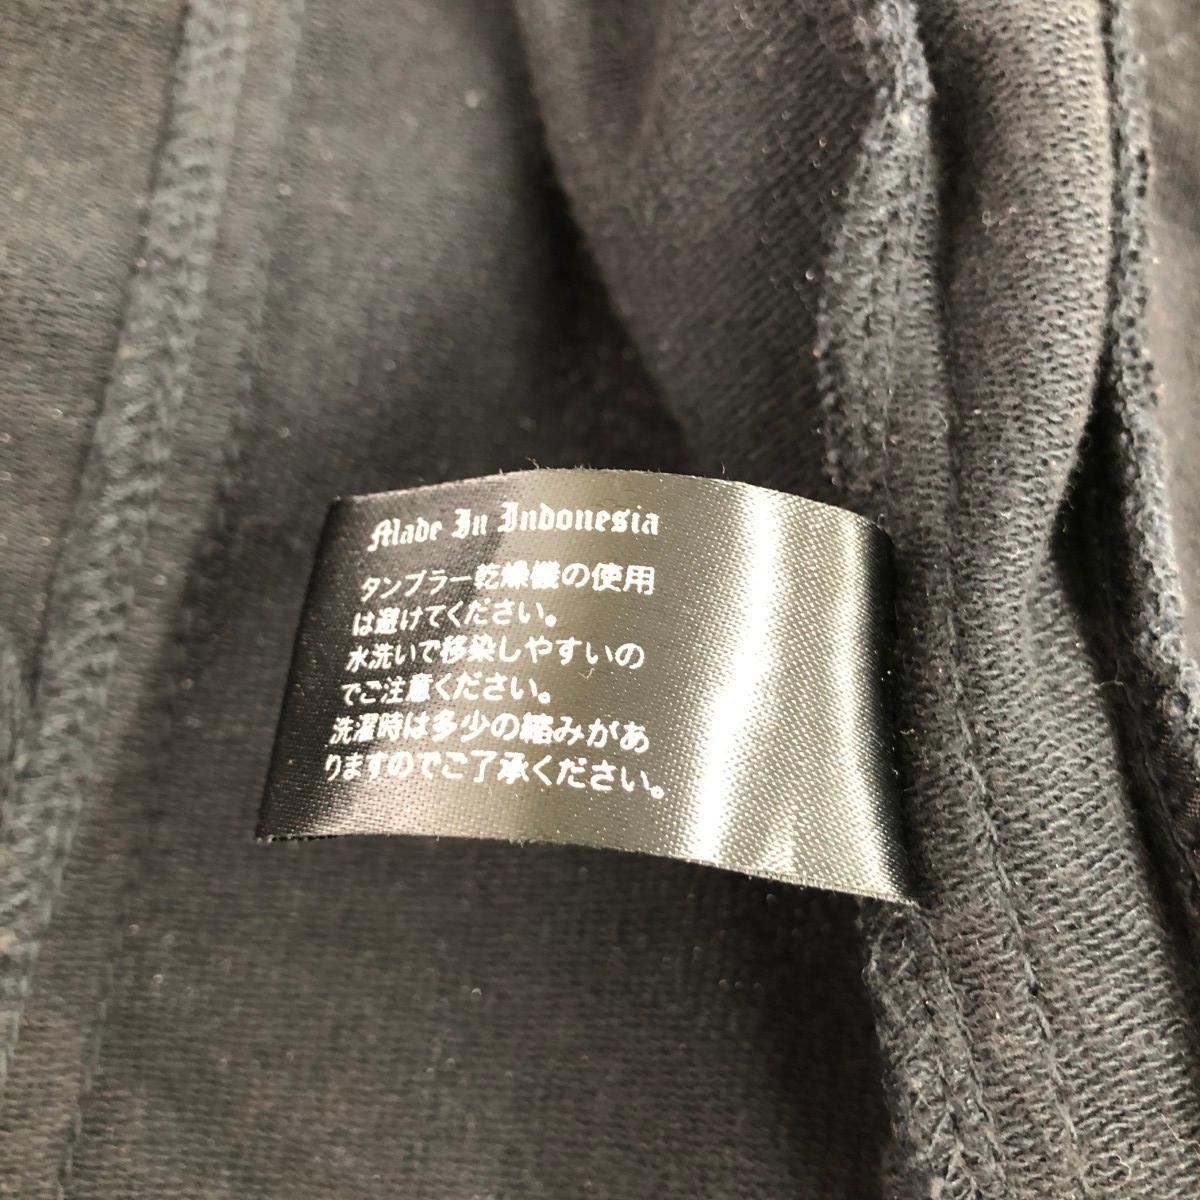 Made In Indonesia
タンブラー乾燥機の使用
は避けてください。
水洗いで移染しやすいの
でご注意ください。
洗濯時は多少の縮みがあ
りますのでご了承ください。